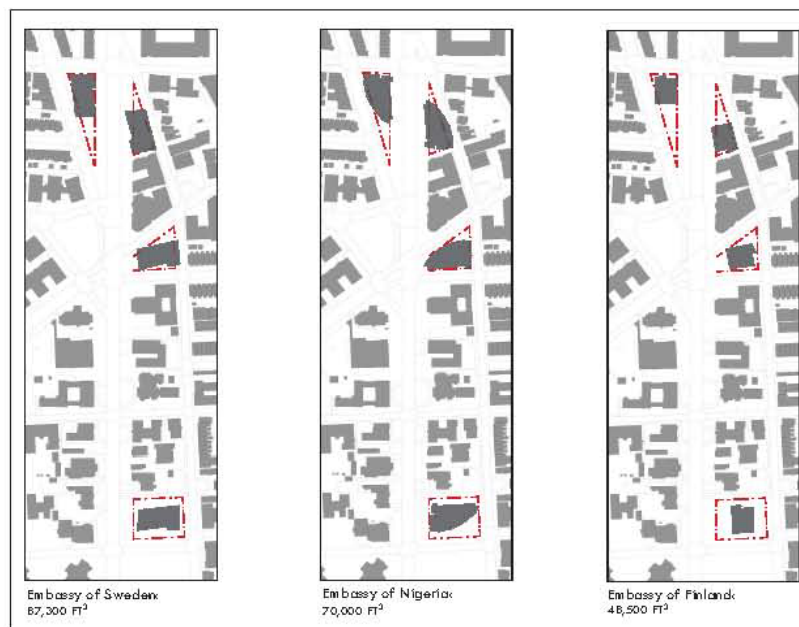 Embassy of Sweden:
87,300 FT³
Embassy of Nigeria:
70,000 FT³
Embassy of Finland:
48,500 FT³